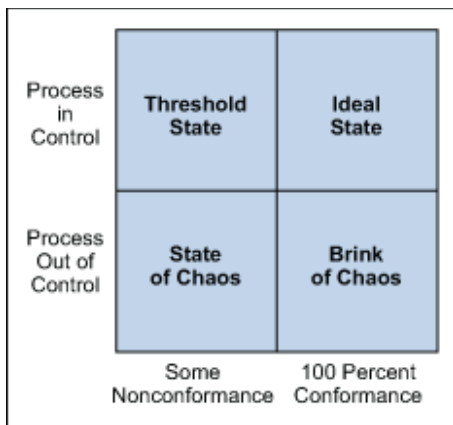 Process
in
Control
Threshold
State
Ideal
State
Process
Out of
Control
State
of Chaos
Brink
of Chaos
Some
Nonconformance
100 Percent
Conformance